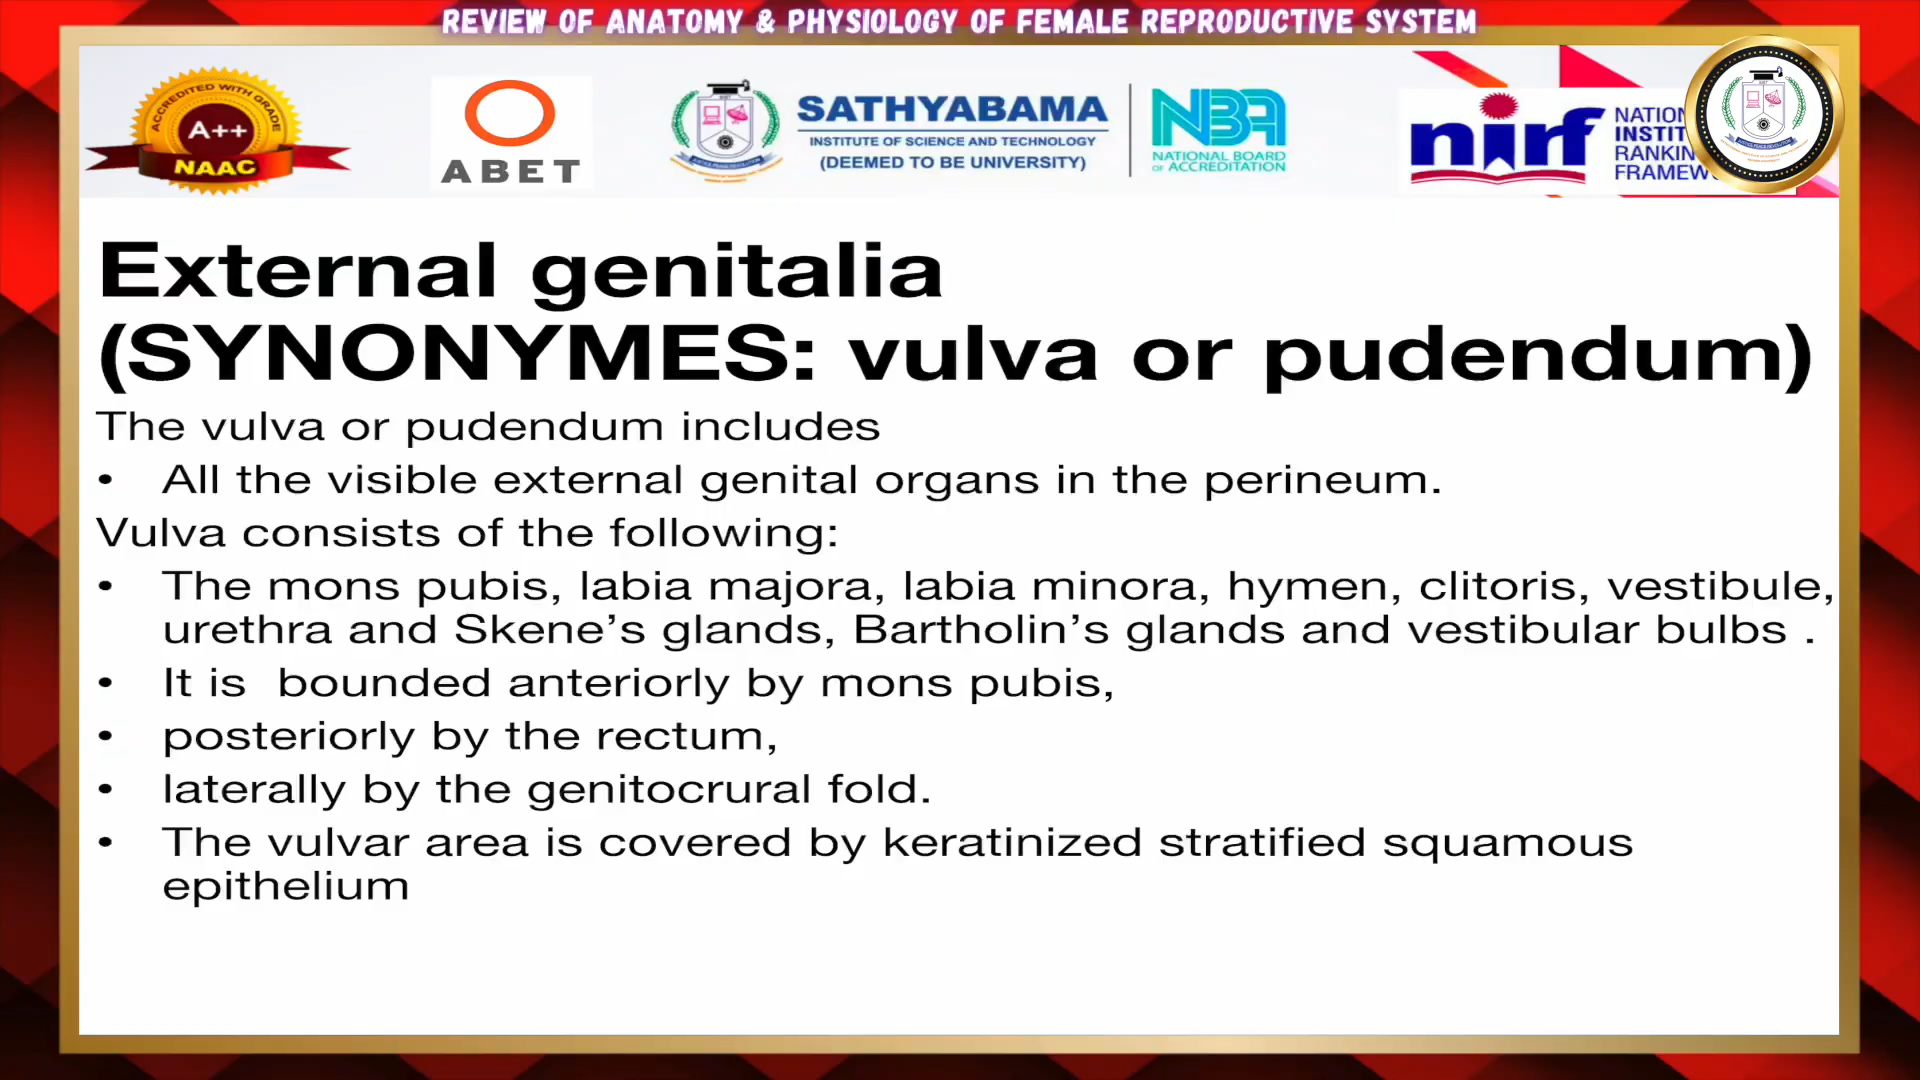 REVIEW OF ANATOMY & PHYSIOLOGY OF FEMALE REPRODUCTIVE SYSTEM
ACCREDITED WITH GRADE
A++
NAAC
ABET
SATHYABAMA
INSTITUTE OF SCIENCE AND TECHNOLOGY
(DEEMED TO BE UNIVERSITY)
NBA
NATIONAL BOARD
OF ACCREDITATION
nirf
NATION
INSTIT
RANKIN
FRAMEW
External genitalia
(SYNONYMES: vulva or pudendum)
The vulva or pudendum includes
• All the visible external genital organs in the perineum.
Vulva consists of the following:
• The mons pubis, labia majora, labia minora, hymen, clitoris, vestibule,
urethra and Skene’s glands, Bartholin’s glands and vestibular bulbs .
• It is  bounded anteriorly by mons pubis,
• posteriorly by the rectum,
• laterally by the genitocrural fold.
• The vulvar area is covered by keratinized stratified squamous
epithelium